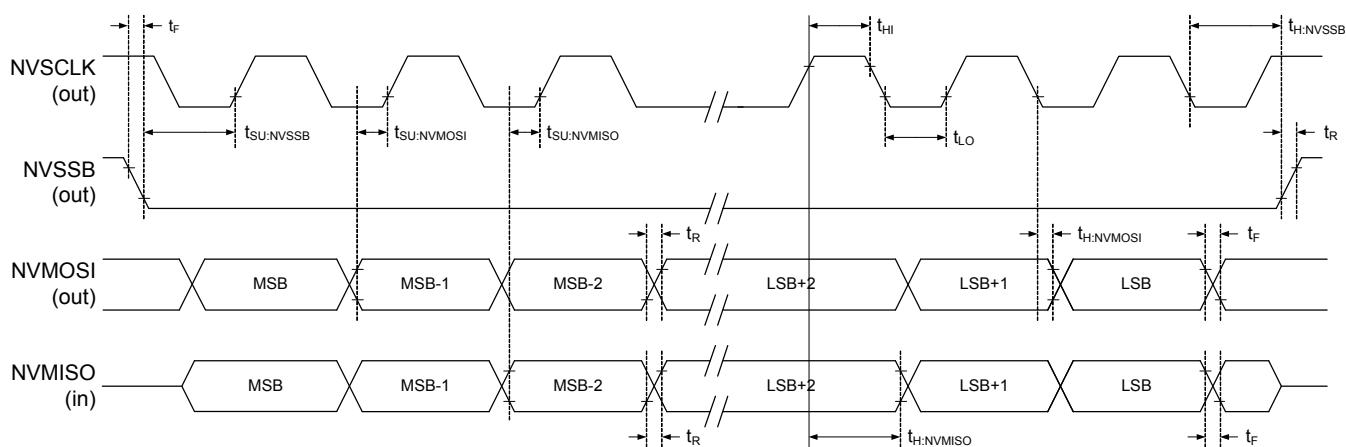 tF
tHI
tH:NVSSB
NVSCLK
(out)
tSU:NVSSB
tSU:NVMOSI
tSU:NVMISO
tLO
tR
NVSSB
(out)
tR
tH:NVMOSI
tF
NVMOSI
(out)
MSB
MSB-1
MSB-2
LSB+2
LSB+1
LSB
NVMISO
(in)
MSB
MSB-1
MSB-2
LSB+2
LSB+1
LSB
tR
tH:NVMISO
tF